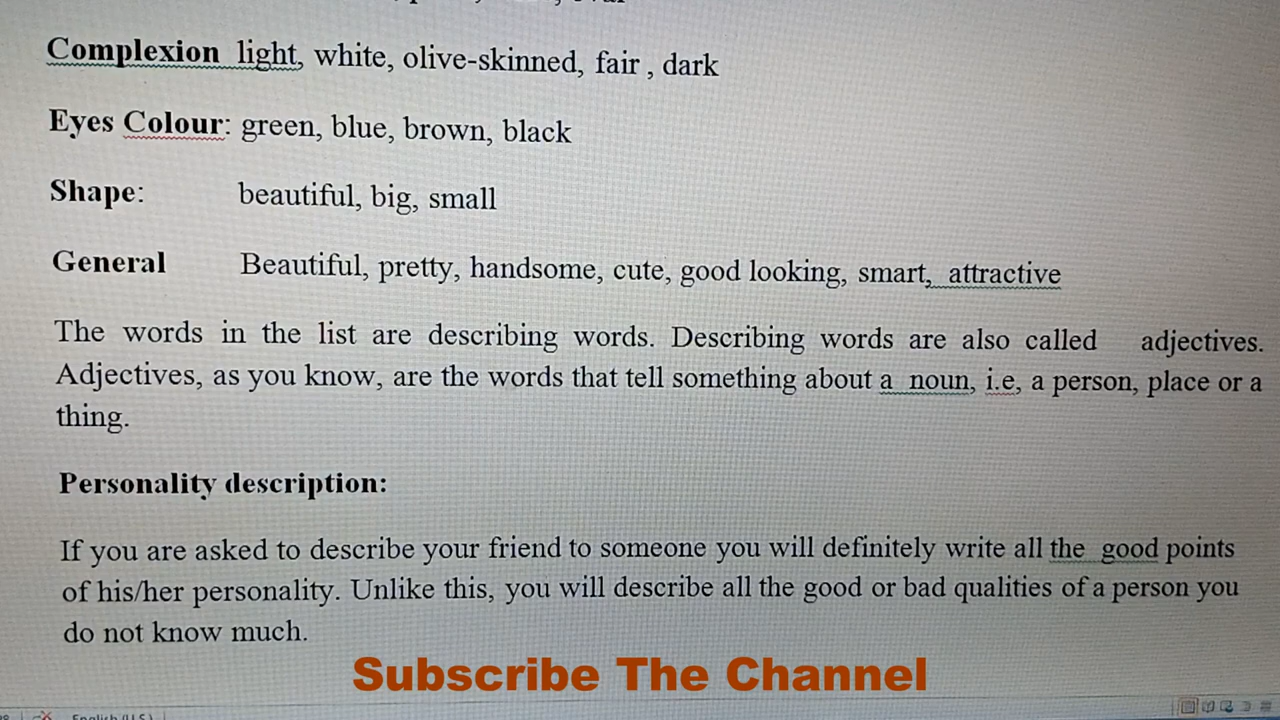 Complexion light, white, olive-skinned, fair , dark
Eyes Colour: green, blue, brown, black
Shape: beautiful, big, small
General Beautiful, pretty, handsome, cute, good looking, smart, attractive
The words in the list are describing words. Describing words are also called adjectives.
Adjectives, as you know, are the words that tell something about a noun, i.e, a person, place or a
thing.
Personality description:
If you are asked to describe your friend to someone you will definitely write all the good points
of his/her personality. Unlike this, you will describe all the good or bad qualities of a person you
do not know much.
Subscribe The Channel
English (U.S.)